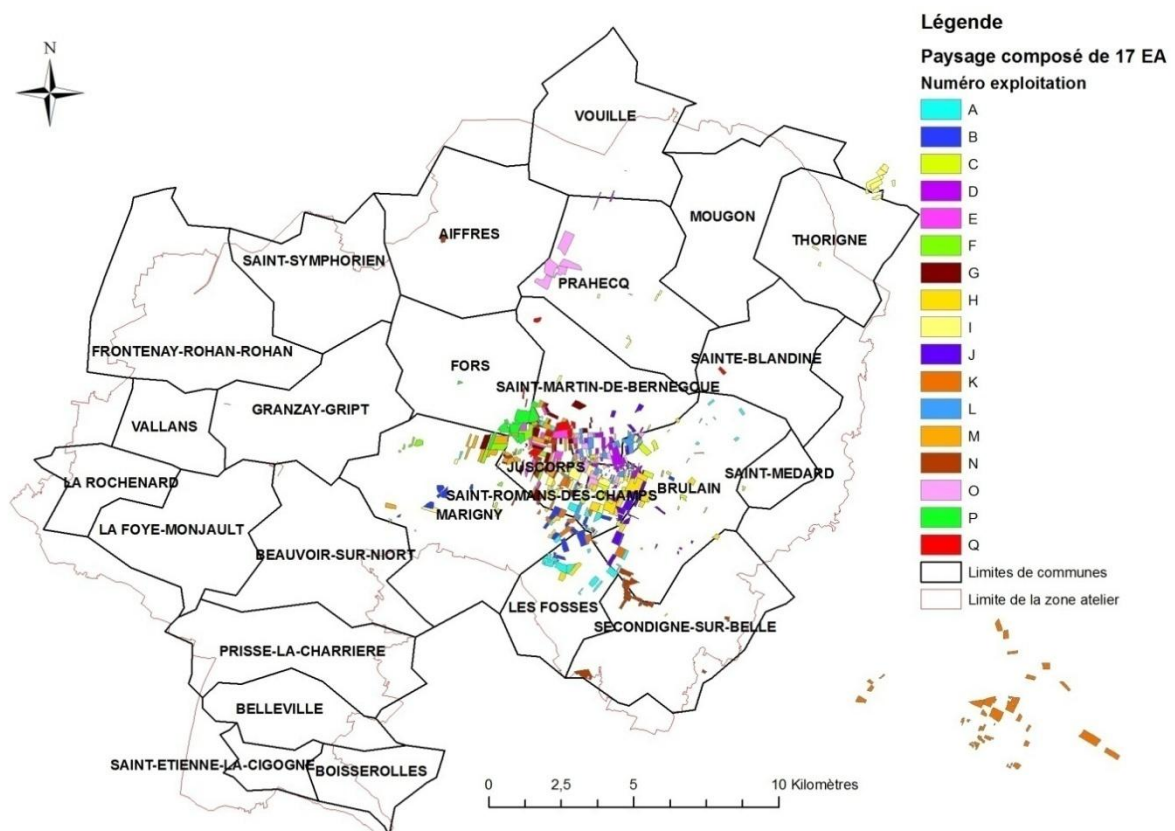 Légende
Paysage composé de 17 EA
Numéro exploitation
A
B
C
D
E
F
G
H
I
J
K
L
M
N
O
P
Q
Limites de communes
Limite de la zone atelier
N
VOUILLE
MOUGON
AIFFRES
THORIGNE
SAINT-SYMPHORIEN
PRAHECQ
FRONTENAY-ROHAN-ROHAN
SAINTE-BLANDINE
FORS
SAINT-MARTIN-DE-BERNEGOUE
GRANZAY-GRIPT
VALLANS
JUSCORPS
SAINT-MEDARD
LA ROCHENARD
SAINT-ROMANS-DES-CHAMPS
BRULAIN
MARIGNY
LA FOYE-MONJAULT
BEAUVOIR-SUR-NIORT
LES FOSSES
SECONDIGNE-SUR-BELLE
PRISSE-LA-CHARRIERE
BELLEVILLE
SAINT-ETIENNE-LA-CIGOGNE
BOISSEROLLES
0 2,5 5 10 Kilomètres